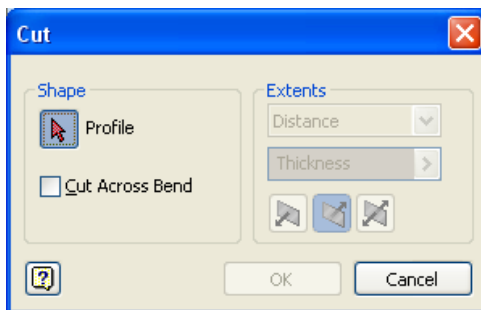 Cut
Shape
Profile
Cut Across Bend
Extents
Distance
Thickness
OK
Cancel